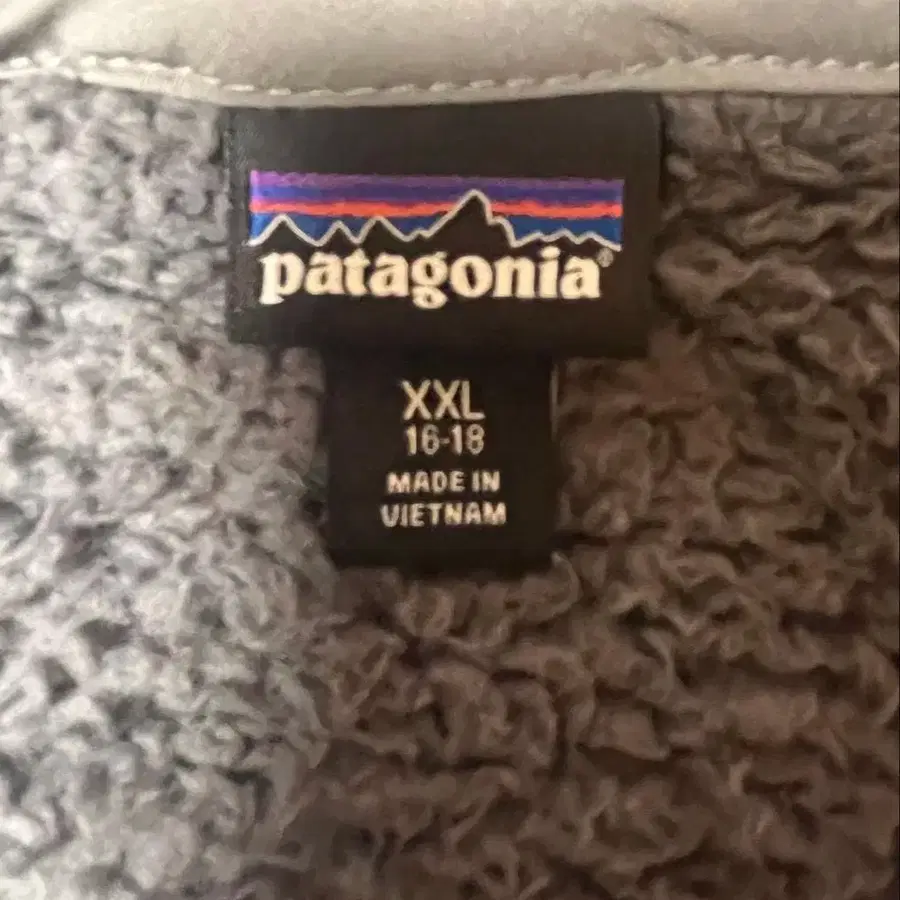 patagonia®
XXL
16-18
MADE IN
VIETNAM